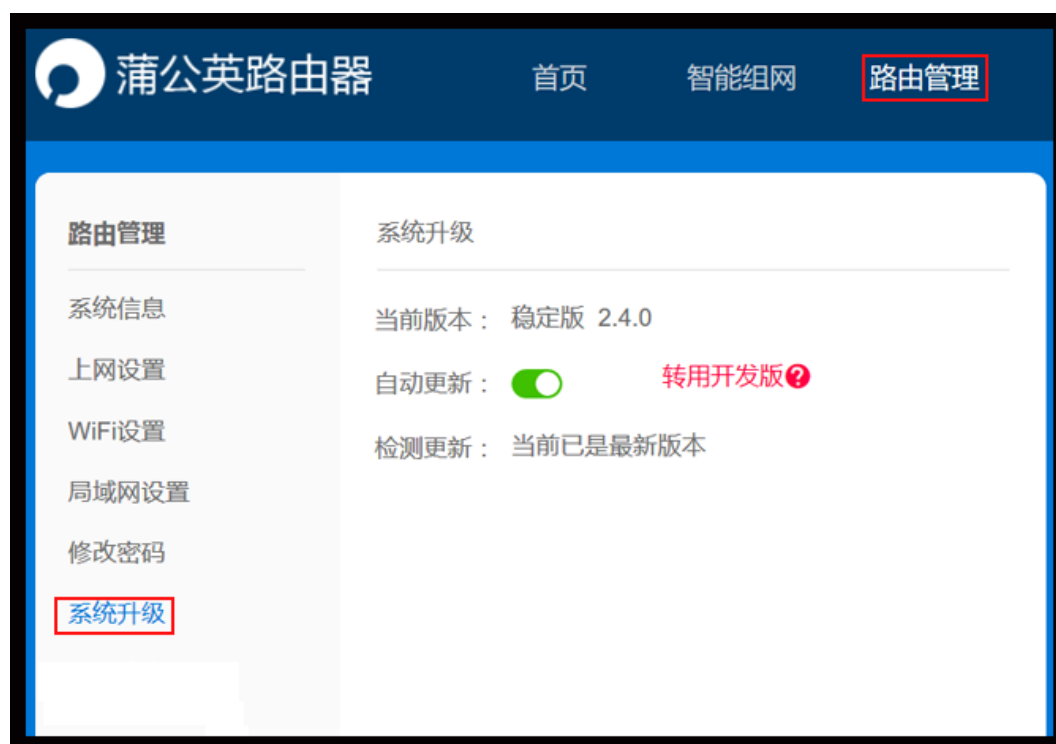 蒲公英路由器 首页 智能组网 路由管理
路由管理
系统信息
上网设置
WiFi设置
局域网设置
修改密码
系统升级
系统升级
当前版本： 稳定版 2.4.0
自动更新： 转用开发版?
检测更新： 当前已是最新版本